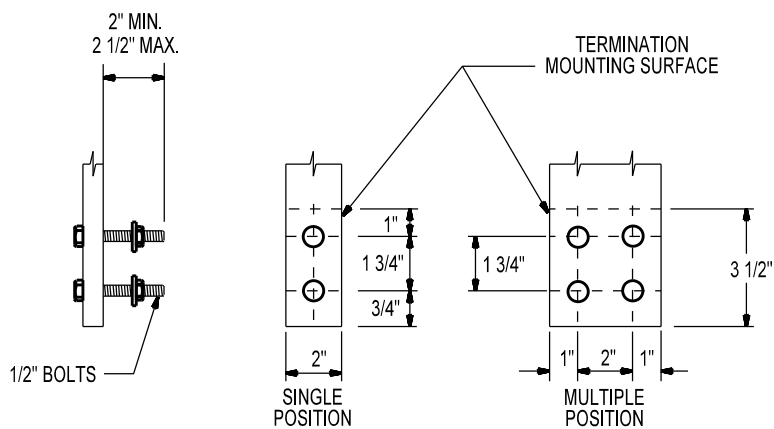 2" MIN.
2 1/2" MAX.
TERMINATION
MOUNTING SURFACE
1"
1 3/4"
3/4"
1 3/4"
3 1/2"
1/2" BOLTS
2"
1"
2"
1"
SINGLE
POSITION
MULTIPLE
POSITION